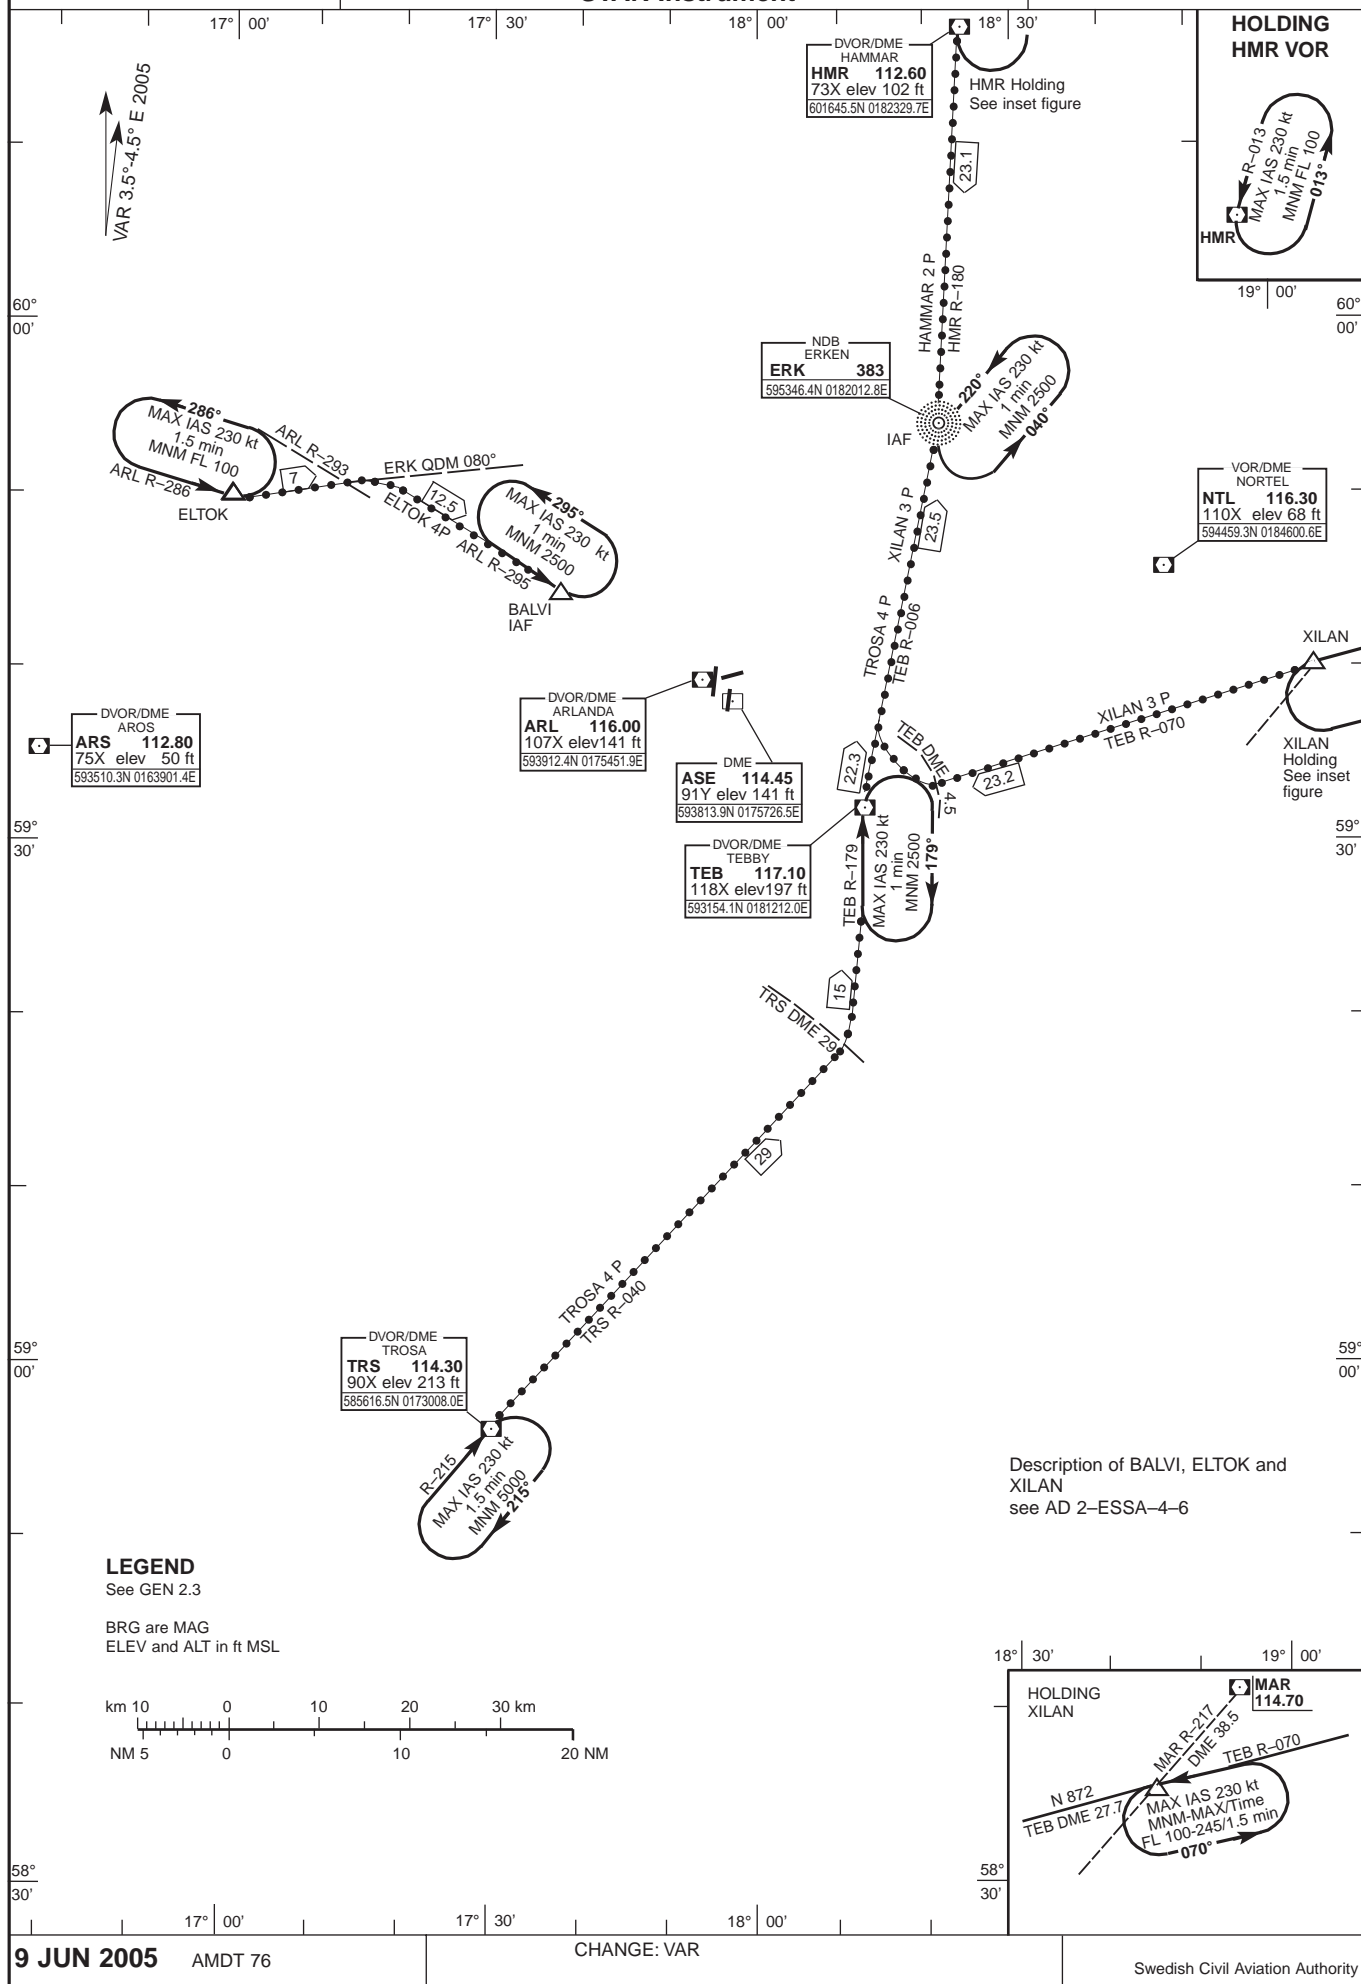 17° 00'
17° 30'
18° 00'
18° 30'
VAR 3.5°-4.5° E 2005
DVOR/DME
HAMMAR
HMR 112.60
73X elev 102 ft
601645.5N 0182329.7E
HMR Holding
See inset figure
HOLDING
HMR VOR
R–013
MAX IAS 230 kt
1.5 min
MNM FL 100
013°
HMR
19° 00'
23.1
HAMMAR 2 P
HMR R–180
60°
00'
60°
00'
NDB
ERKEN
ERK 383
595346.4N 0182012.8E
IAF
220°
MAX IAS 230 kt
1 min
MNM 2500
040°
286°
MAX IAS 230 kt
1.5 min
MNM FL 100
ARL R–286
ELTOK
ARL R–293
7
ERK QDM 080°
12.5
ELTOK 4P
ARL R–295
295°
MAX IAS 230 kt
1 min
MNM 2500
BALVI
IAF
XILAN 3 P
23.5
TROSA 4 P
TEB R–006
VOR/DME
NORTEL
NTL 116.30
110X elev 68 ft
594459.3N 0184600.6E
XILAN
XILAN 3 P
TEB R–070
23.2
XILAN
Holding
See inset
figure
DVOR/DME
AROS
ARS 112.80
75X elev 50 ft
593510.3N 0163901.4E
DVOR/DME
ARLANDA
ARL 116.00
107X elev141 ft
593912.4N 0175451.9E
DME
ASE 114.45
91Y elev 141 ft
593813.9N 0175726.5E
22.3
TEB DME
4.5
59°
30'
59°
30'
DVOR/DME
TEBBY
TEB 117.10
118X elev197 ft
593154.1N 0181212.0E
TEB R–179
MAX IAS 230 kt
1 min
MNM 2500
179°
15
TRS DME 29
29
TROSA 4 P
TRS R–040
DVOR/DME
TROSA
TRS 114.30
90X elev 213 ft
585616.5N 0173008.0E
59°
00'
59°
00'
R–215
MAX IAS 230 kt
1.5 min
MNM 5000
215°
Description of BALVI, ELTOK and
XILAN
see AD 2–ESSA–4–6
LEGEND
See GEN 2.3
BRG are MAG
ELEV and ALT in ft MSL
km 10 0 10 20 30 km
NM 5 0 10 20 NM
18° 30'
19° 00'
HOLDING
XILAN
MAR
114.70
MAR R–217
DME 38.5
TEB R–070
N 872
TEB DME 27.7
MAX IAS 230 kt
MNM-MAX/Time
FL 100-245/1.5 min
070°
58°
30'
58°
30'
17° 00'
17° 30'
18° 00'
9 JUN 2005 AMDT 76
CHANGE: VAR
Swedish Civil Aviation Authority